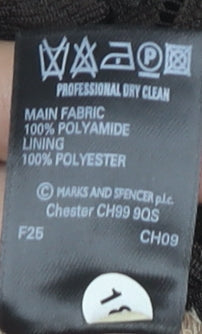 PROFESSIONAL DRY CLEAN
MAIN FABRIC
100% POLYAMIDE
LINING
100% POLYESTER
© MARKS AND SPENCER p.l.c.
Chester CH99 9QS
F25 CH09